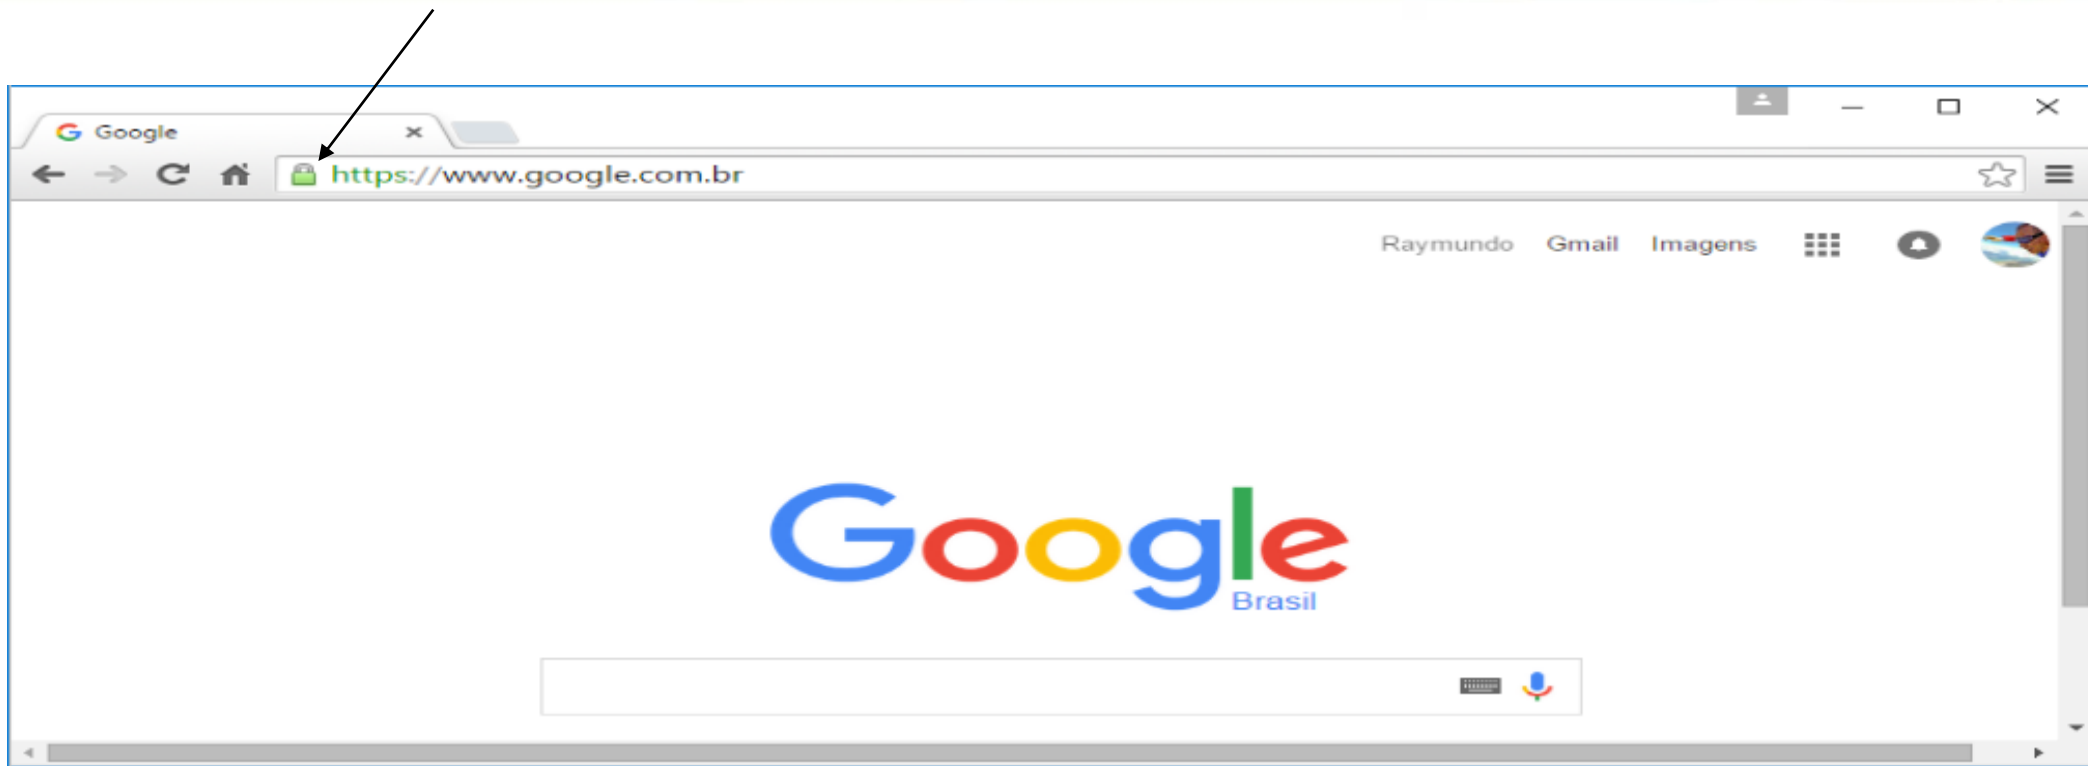 Google
https://www.google.com.br
Raymundo Gmail Imagens
Google
Brasil